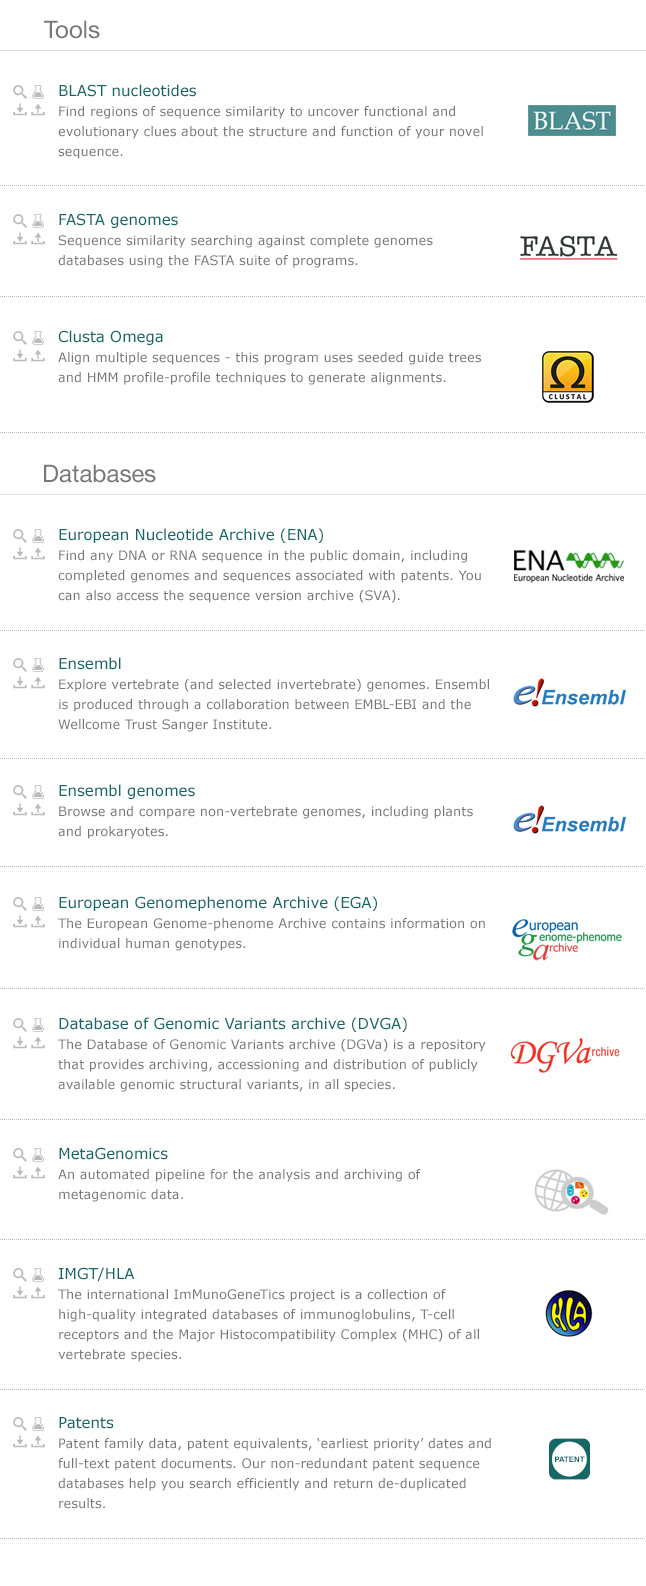 Tools
BLAST nucleotides
Find regions of sequence similarity to uncover functional and
evolutionary clues about the structure and function of your novel
sequence.
BLAST
FASTA genomes
Sequence similarity searching against complete genomes
databases using the FASTA suite of programs.
FASTA
Clusta Omega
Align multiple sequences - this program uses seeded guide trees
and HMM profile-profile techniques to generate alignments.
Ω
CLUSTAL
Databases
European Nucleotide Archive (ENA)
Find any DNA or RNA sequence in the public domain, including
completed genomes and sequences associated with patents. You
can also access the sequence version archive (SVA).
ENA
European Nucleotide Archive
Ensembl
Explore vertebrate (and selected invertebrate) genomes. Ensembl
is produced through a collaboration between EMBL-EBI and the
Wellcome Trust Sanger Institute.
e!Ensembl
Ensembl genomes
Browse and compare non-vertebrate genomes, including plants
and prokaryotes.
e!Ensembl
European Genomephenome Archive (EGA)
The European Genome-phenome Archive contains information on
individual human genotypes.
european
genome-phenome
archive
Database of Genomic Variants archive (DVGA)
The Database of Genomic Variants archive (DGVa) is a repository
that provides archiving, accessioning and distribution of publicly
available genomic structural variants, in all species.
DGVarchive
MetaGenomics
An automated pipeline for the analysis and archiving of
metagenomic data.
IMGT/HLA
The international ImMunoGeneTics project is a collection of
high-quality integrated databases of immunoglobulins, T-cell
receptors and the Major Histocompatibility Complex (MHC) of all
vertebrate species.
HLA
Patents
Patent family data, patent equivalents, ‘earliest priority’ dates and
full-text patent documents. Our non-redundant patent sequence
databases help you search efficiently and return de-duplicated
results.
PATENT